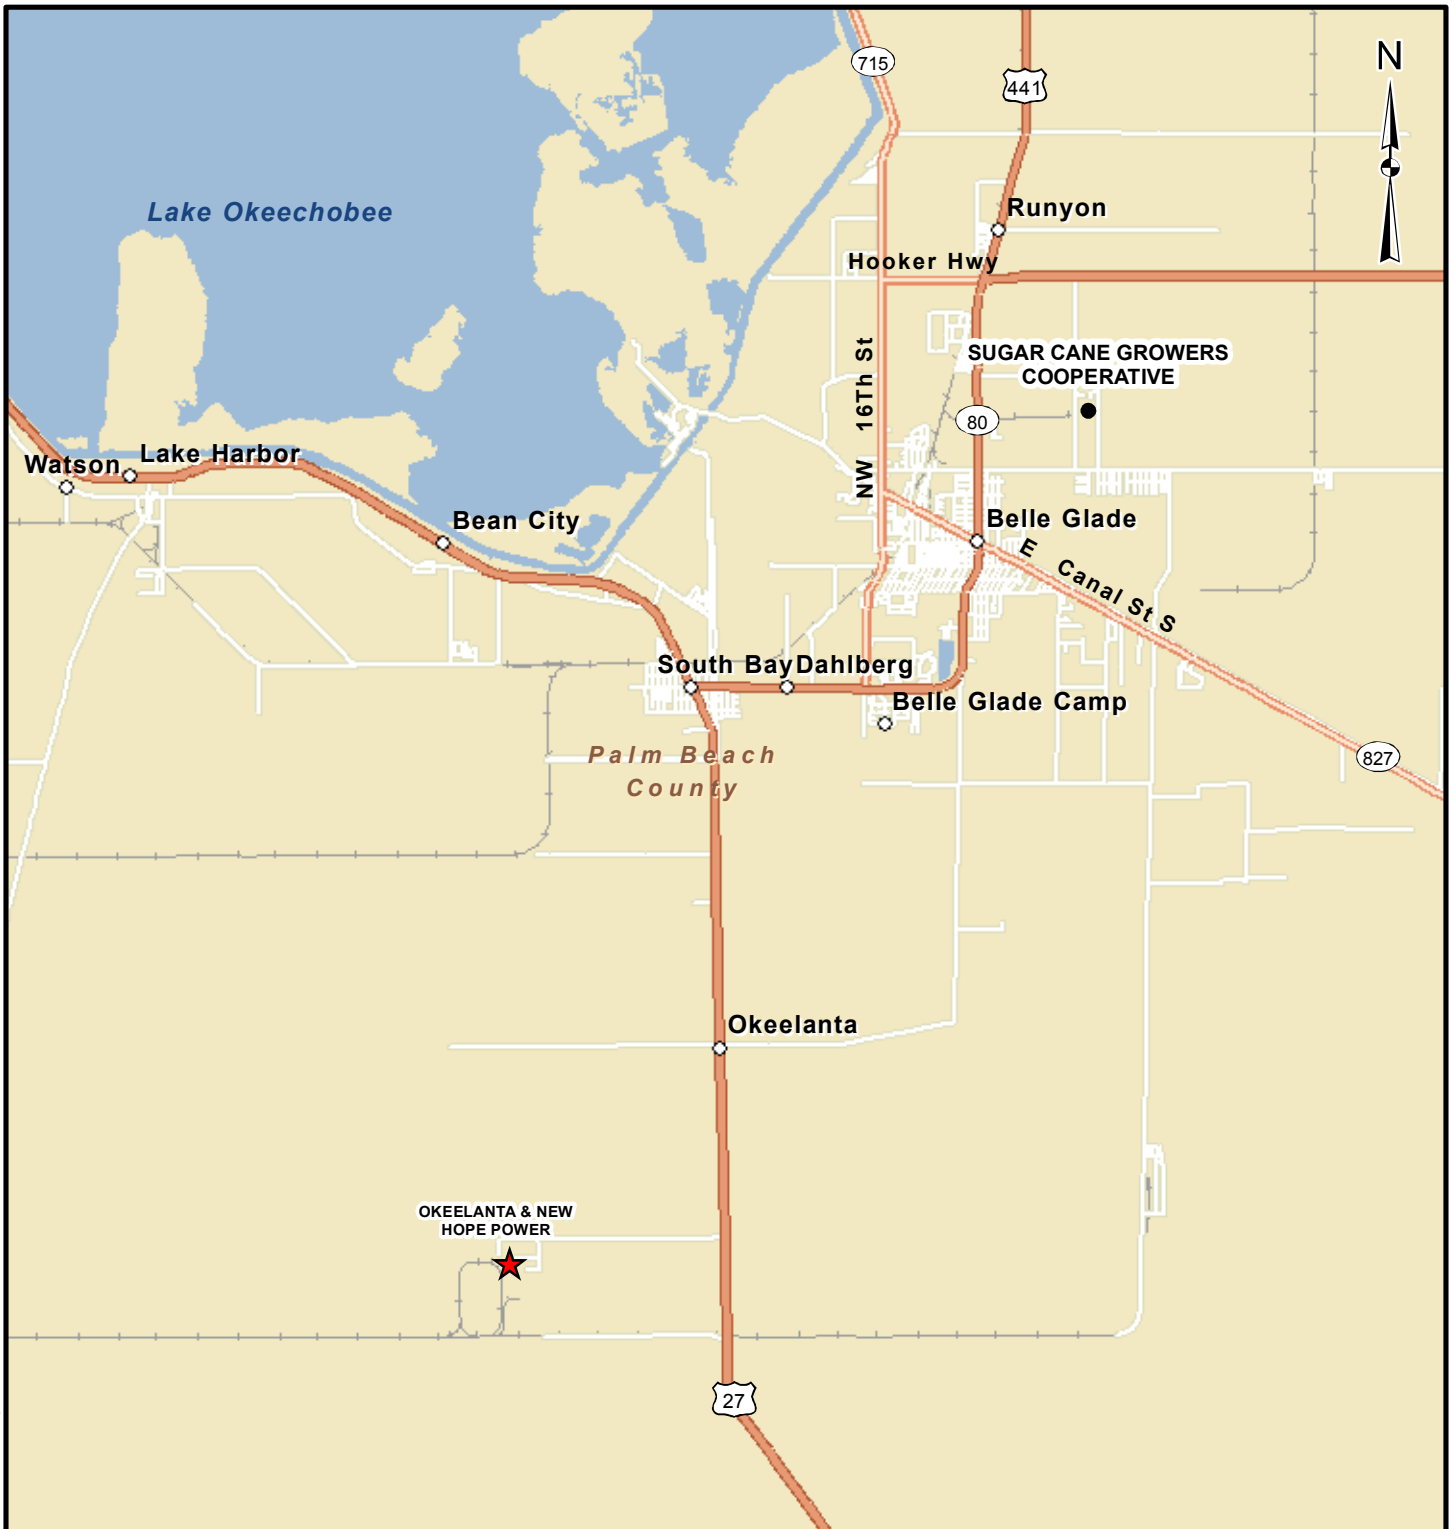 715
N
441
Lake Okeechobee
Runyon
Hooker Hwy
NW 16Th St
SUGAR CANE GROWERS
COOPERATIVE
80
Watson
Lake Harbor
Bean City
Belle Glade
E Canal St S
South Bay
Dahlberg
Belle Glade Camp
Palm Beach
County
827
Okeelanta
OKEELANTA & NEW
HOPE POWER
27